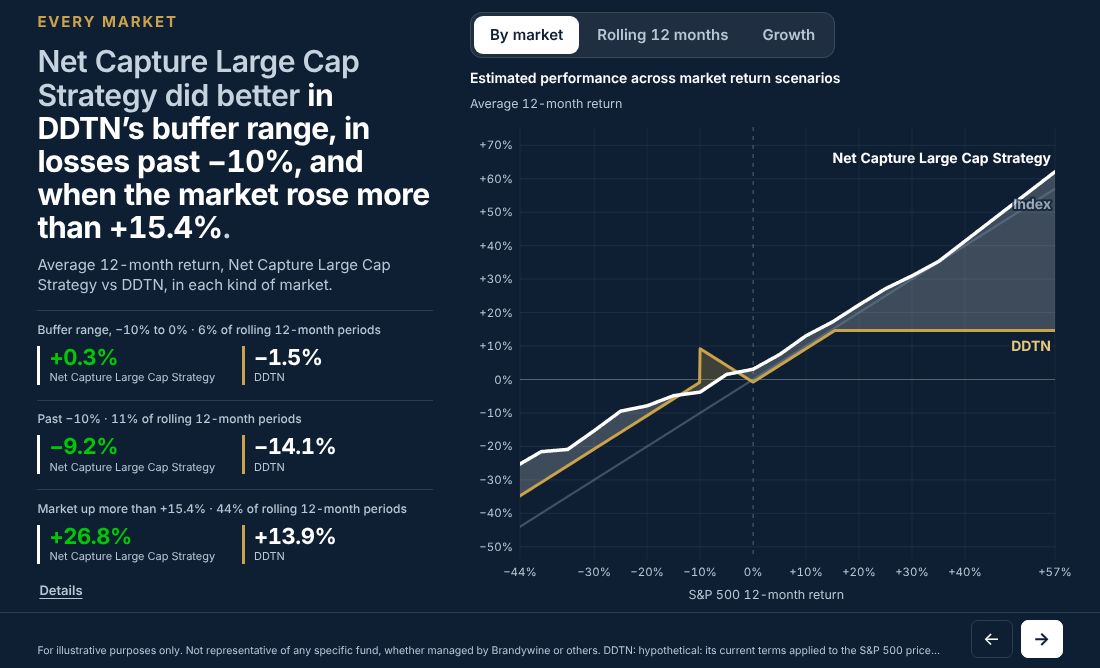 EVERY MARKET
Net Capture Large Cap
Strategy did better in
DDTN’s buffer range, in
losses past −10%, and
when the market rose more
than +15.4%.
Average 12-month return, Net Capture Large Cap
Strategy vs DDTN, in each kind of market.
Buffer range, −10% to 0% · 6% of rolling 12-month periods
+0.3%
Net Capture Large Cap Strategy
−1.5%
DDTN
Past −10% · 11% of rolling 12-month periods
−9.2%
Net Capture Large Cap Strategy
−14.1%
DDTN
Market up more than +15.4% · 44% of rolling 12-month periods
+26.8%
Net Capture Large Cap Strategy
+13.9%
DDTN
Details
By market
Rolling 12 months
Growth
Estimated performance across market return scenarios
Average 12-month return
+70%
+60%
+50%
+40%
+30%
+20%
+10%
0%
−10%
−20%
−30%
−40%
−50%
Net Capture Large Cap Strategy
Index
DDTN
−44%
−30%
−20%
−10%
0%
+10%
+20%
+30%
+40%
+57%
S&P 500 12-month return
For illustrative purposes only. Not representative of any specific fund, whether managed by Brandywine or others. DDTN: hypothetical: its current terms applied to the S&P 500 price…
←
→